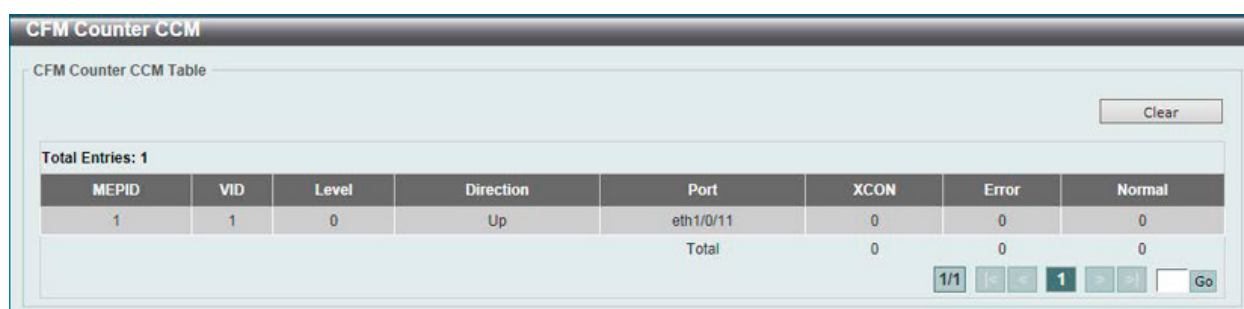 CFM Counter CCM
CFM Counter CCM Table
Clear
Total Entries: 1
MEPID VID Level Direction Port XCON Error Normal
1 1 0 Up eth1/0/11 0 0 0
Total 0 0 0
1/1 |< < 1 > >| Go